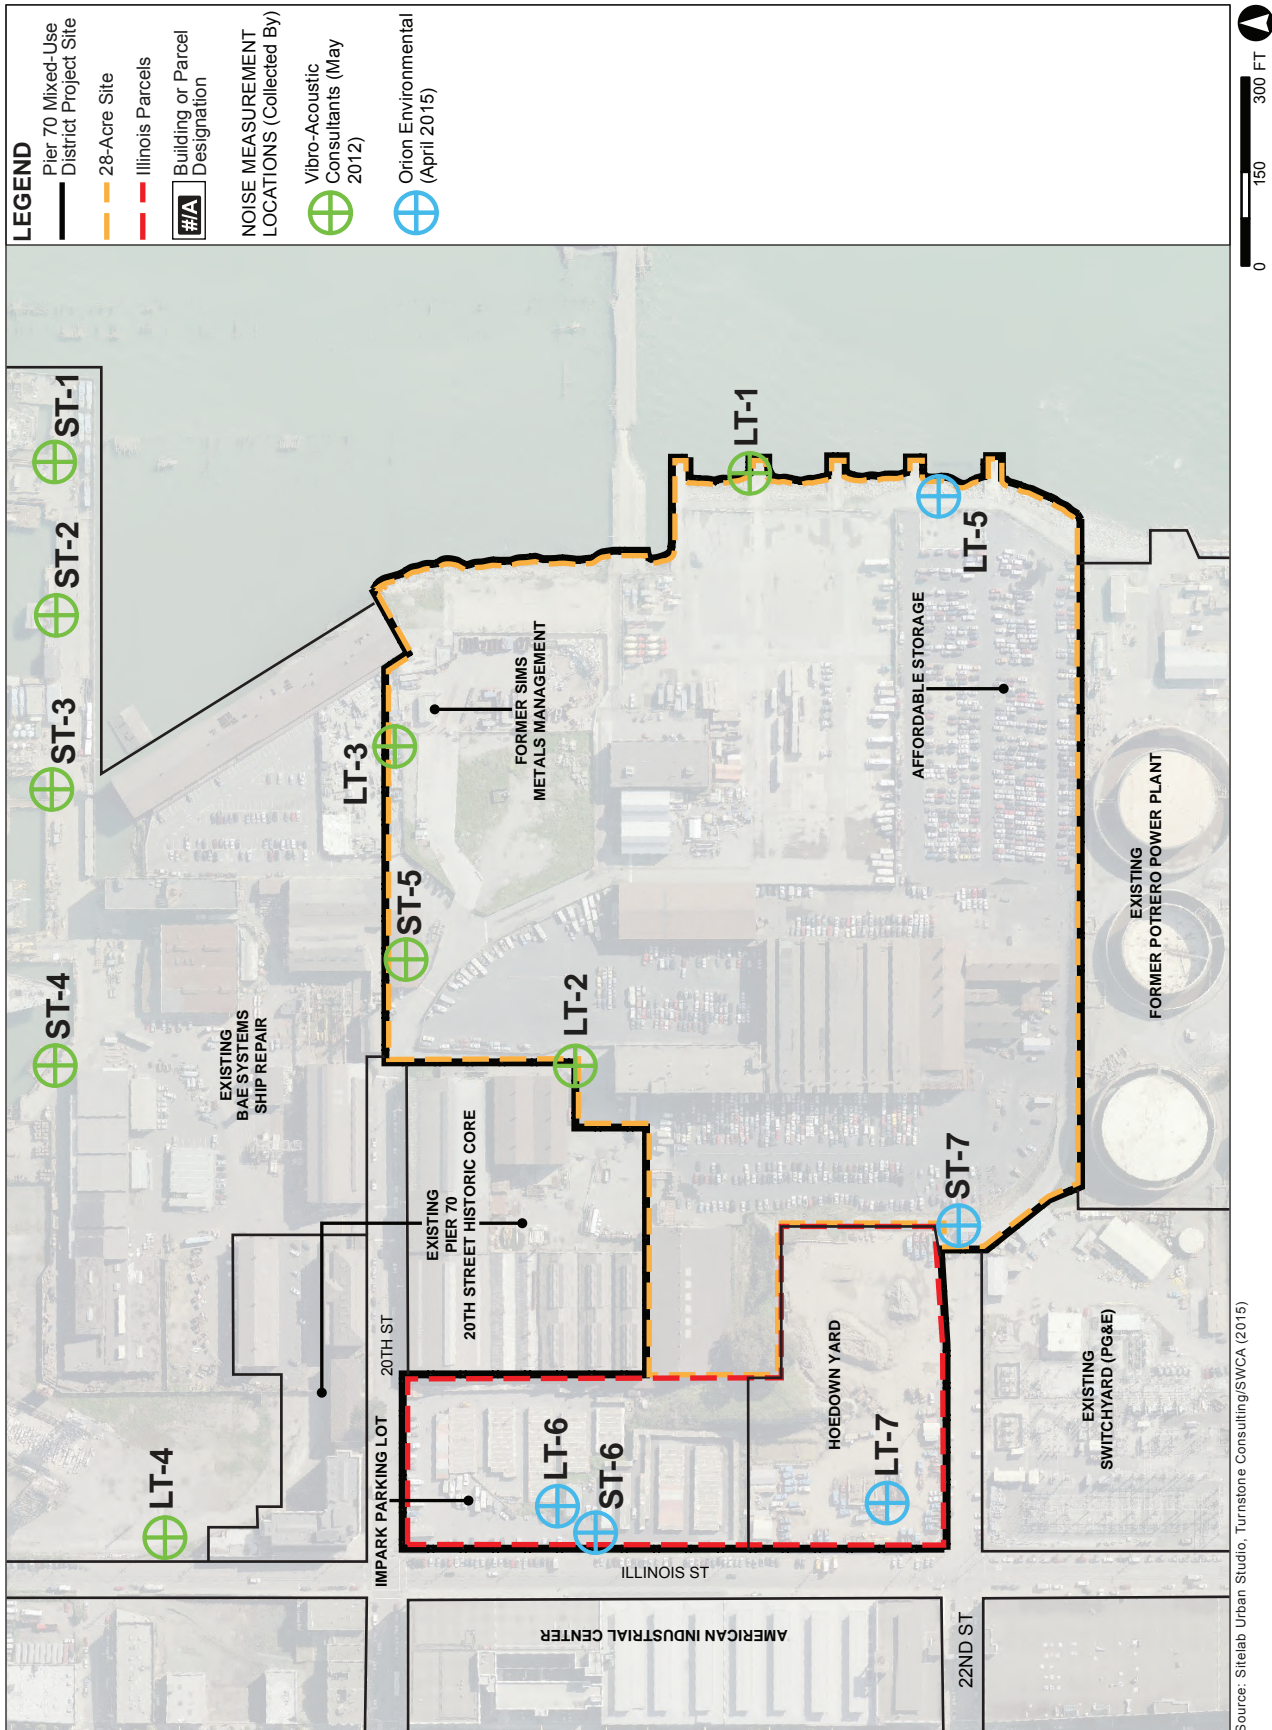 LEGEND
Pier 70 Mixed-Use
District Project Site
28-Acre Site
Illinois Parcels
#/A
Building or Parcel
Designation
NOISE MEASUREMENT
LOCATIONS (Collected By)
Vibro-Acoustic
Consultants (May
2012)
Orion Environmental
(April 2015)
ST-4
ST-3
ST-2
ST-1
LT-4
EXISTING
BAE SYSTEMS
SHIP REPAIR
LT-3
ST-5
20TH ST
IMPARK PARKING LOT
EXISTING
PIER 70
20TH STREET HISTORIC CORE
FORMER SIMS
METALS MANAGEMENT
LT-2
LT-6
ST-6
LT-1
ILLINOIS ST
AMERICAN INDUSTRIAL CENTER
HOEDOWN YARD
LT-7
ST-7
AFFORDABLE STORAGE
LT-5
22ND ST
EXISTING
SWITCHYARD (PG&E)
EXISTING
FORMER POTRERO POWER PLANT
0
150
300 FT
Source: Sitelab Urban Studio, Turnstone Consulting/SWCA (2015)